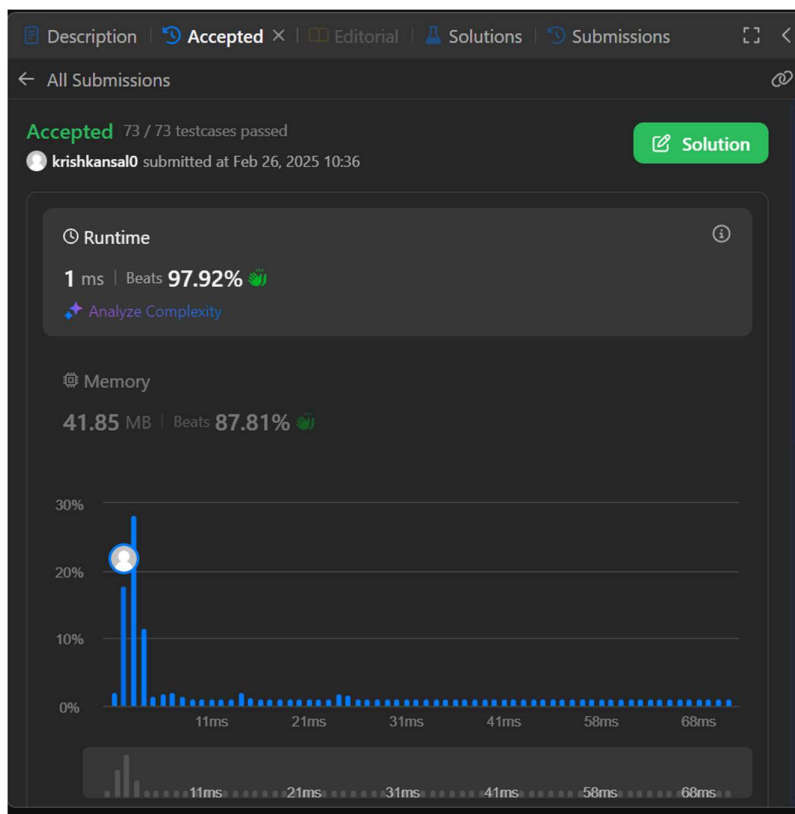 Description | Accepted × | Editorial | Solutions | Submissions
← All Submissions
Accepted 73 / 73 testcases passed
Solution
krishkansal0 submitted at Feb 26, 2025 10:36
Runtime
1 ms | Beats 97.92%
Analyze Complexity
Memory
41.85 MB | Beats 87.81%
30%
20%
10%
0%
11ms 21ms 31ms 41ms 58ms 68ms
11ms 21ms 31ms 41ms 58ms 68ms